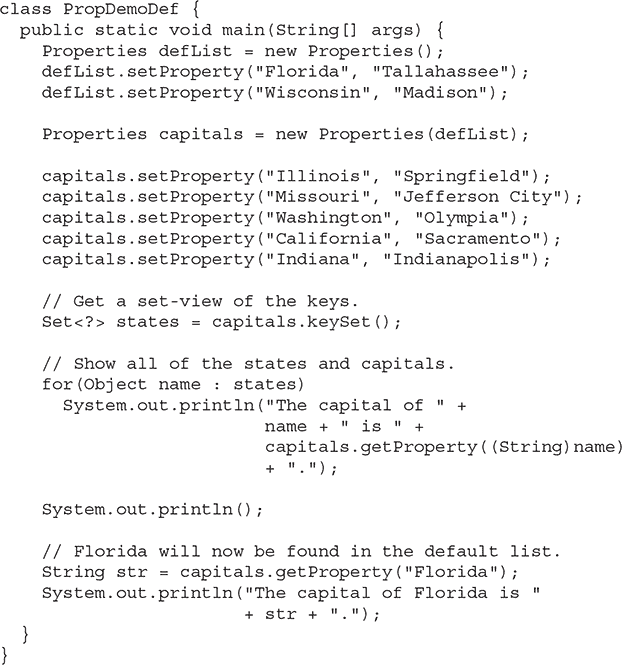 class PropDemoDef {
  public static void main(String[] args) {
    Properties defList = new Properties();
    defList.setProperty("Florida", "Tallahassee");
    defList.setProperty("Wisconsin", "Madison");

    Properties capitals = new Properties(defList);

    capitals.setProperty("Illinois", "Springfield");
    capitals.setProperty("Missouri", "Jefferson City");
    capitals.setProperty("Washington", "Olympia");
    capitals.setProperty("California", "Sacramento");
    capitals.setProperty("Indiana", "Indianapolis");

    // Get a set-view of the keys.
    Set<?> states = capitals.keySet();

    // Show all of the states and capitals.
    for(Object name : states)
      System.out.println("The capital of " +
                         name + " is " +
                         capitals.getProperty((String)name)
                         + ".");

    System.out.println();

    // Florida will now be found in the default list.
    String str = capitals.getProperty("Florida");
    System.out.println("The capital of Florida is "
                       + str + ".");
  }
}